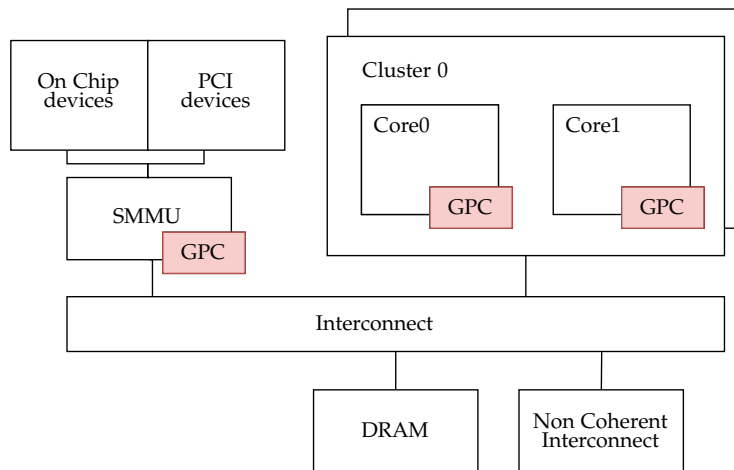 On Chip
devices
PCI
devices
Cluster 0
Core0
GPC
Core1
GPC
SMMU
GPC
Interconnect
DRAM
Non Coherent
Interconnect